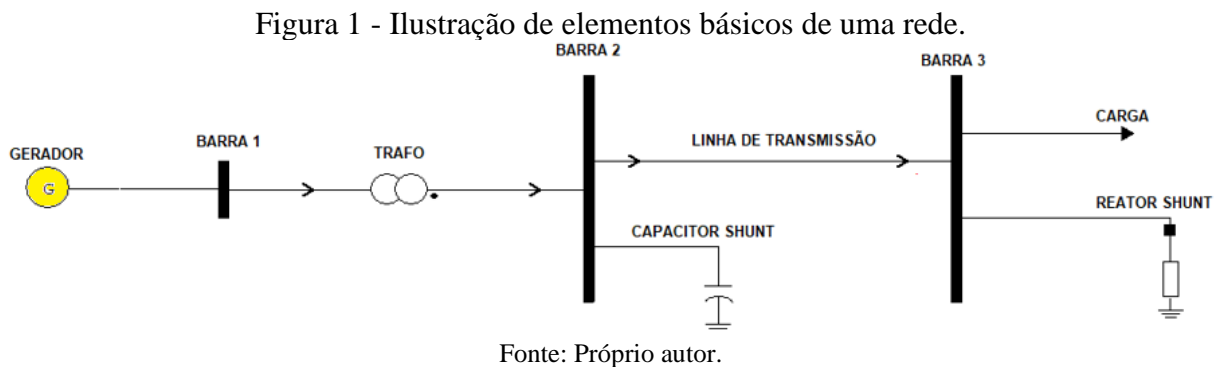 Figura 1 - Ilustração de elementos básicos de uma rede.
BARRA 2
BARRA 3
CARGA
BARRA 1
LINHA DE TRANSMISSÃO
GERADOR
TRAFO
G
REATOR SHUNT
CAPACITOR SHUNT
Fonte: Próprio autor.